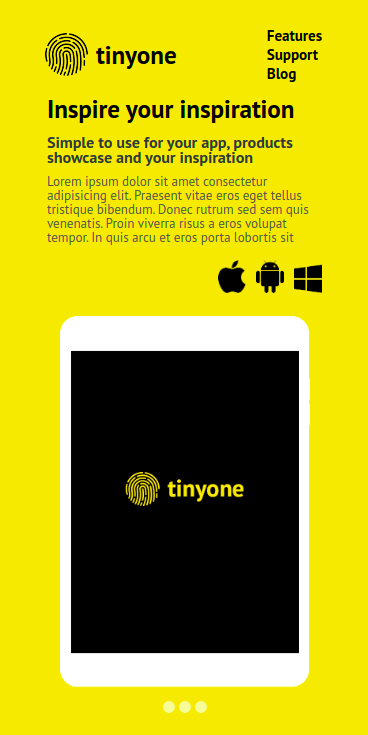 tinyone
Features
Support
Blog
Inspire your inspiration
Simple to use for your app, products
showcase and your inspiration
Lorem ipsum dolor sit amet consectetur
adipisicing elit. Praesent vitae eros eget tellus
tristique bibendum. Donec rutrum sed sem quis
venenatis. Proin viverra risus a eros volupat
tempor. In quis arcu et eros porta lobortis sit
tinyone